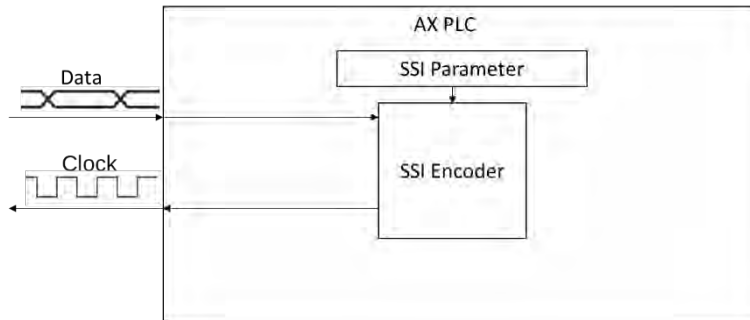 AX PLC
SSI Parameter
Data
Clock
SSI Encoder